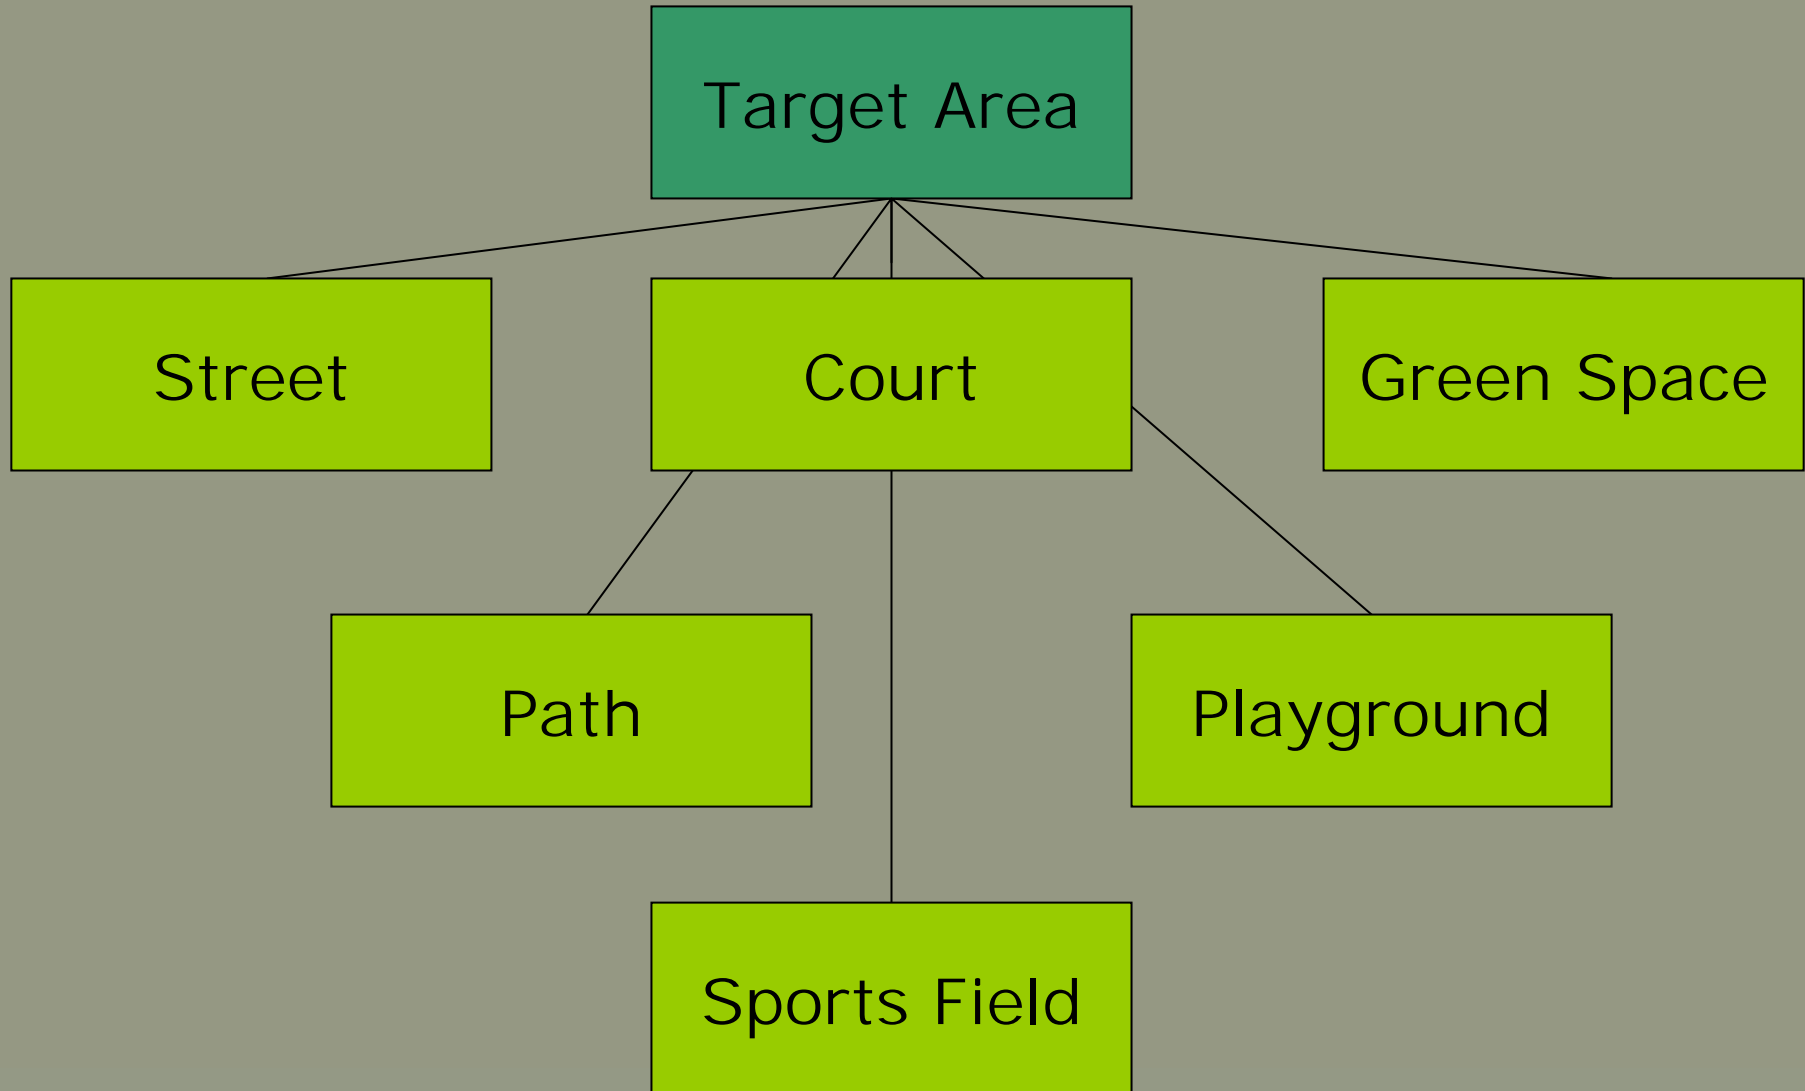 Target Area
Street
Court
Green Space
Path
Playground
Sports Field